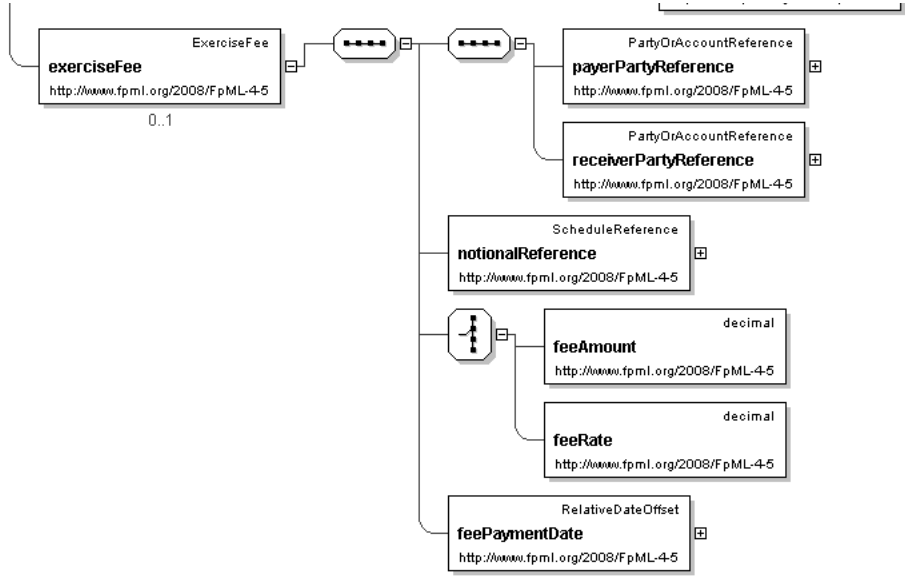 ExerciseFee
exerciseFee
http://www.fpml.org/2008/FpML-4-5
0..1
PartyOrAccountReference
payerPartyReference
http://www.fpml.org/2008/FpML-4-5
PartyOrAccountReference
receiverPartyReference
http://www.fpml.org/2008/FpML-4-5
ScheduleReference
notionalReference
http://www.fpml.org/2008/FpML-4-5
decimal
feeAmount
http://www.fpml.org/2008/FpML-4-5
decimal
feeRate
http://www.fpml.org/2008/FpML-4-5
RelativeDateOffset
feePaymentDate
http://www.fpml.org/2008/FpML-4-5